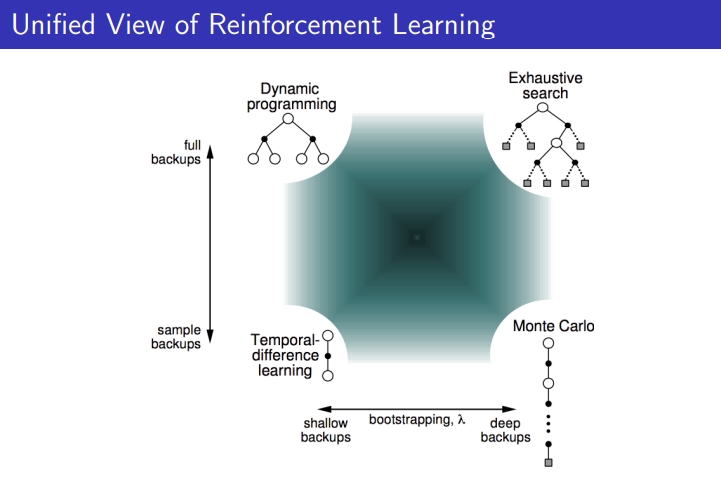 Unified View of Reinforcement Learning
Dynamic
programming
Exhaustive
search
full
backups
sample
backups
Temporal-
difference
learning
Monte Carlo
shallow
backups
bootstrapping, λ
deep
backups